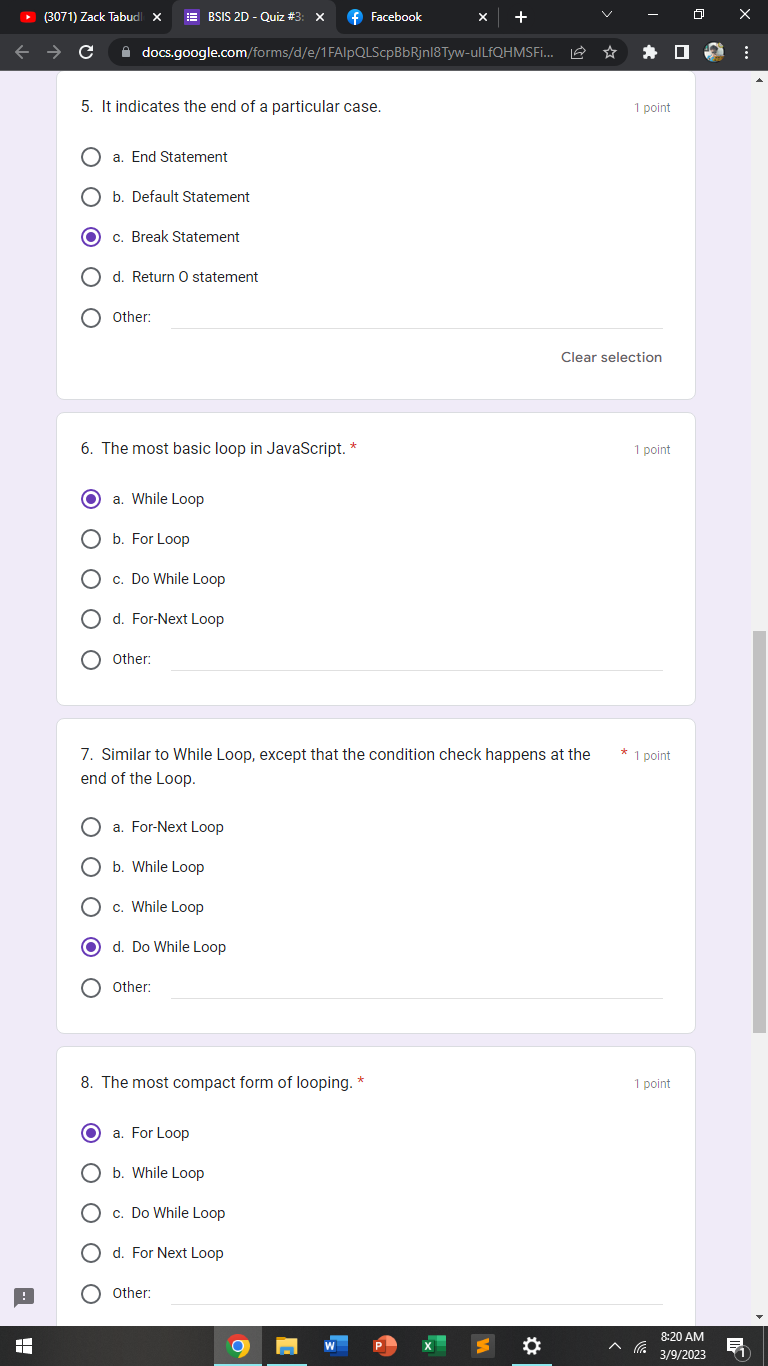 (3071) Zack Tabudl
BSIS 2D - Quiz #3:
Facebook
docs.google.com/forms/d/e/1FAIpQLScpBbRjnI8Tyw-uILfQHMSFi...
5. It indicates the end of a particular case.
1 point
a. End Statement
b. Default Statement
c. Break Statement
d. Return O statement
Other:
Clear selection
6. The most basic loop in JavaScript. *
1 point
a. While Loop
b. For Loop
c. Do While Loop
d. For-Next Loop
Other:
7. Similar to While Loop, except that the condition check happens at the
* 1 point
end of the Loop.
a. For-Next Loop
b. While Loop
c. While Loop
d. Do While Loop
Other:
8. The most compact form of looping. *
1 point
a. For Loop
b. While Loop
c. Do While Loop
d. For Next Loop
Other:
8:20 AM
3/9/2023
1